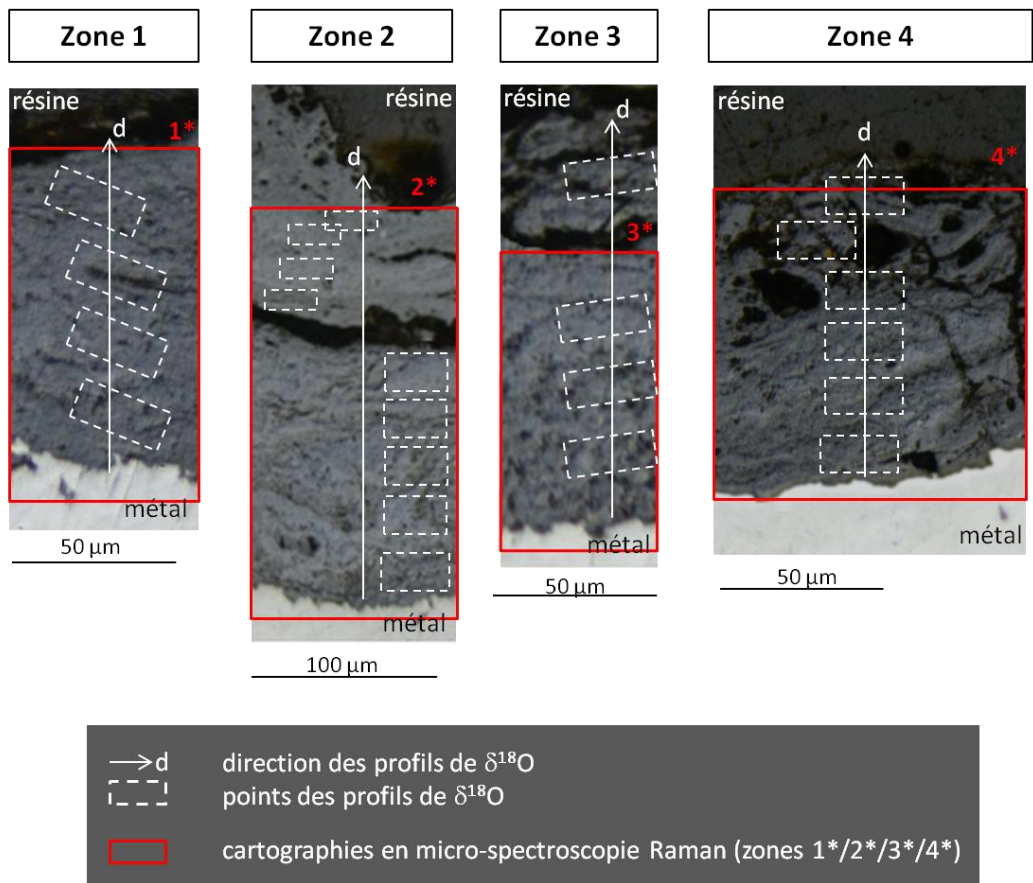 Zone 1
Zone 2
Zone 3
Zone 4
résine
d
1*
métal
50 µm
résine
d
2*
métal
100 µm
résine
d
3*
métal
50 µm
résine
d
4*
métal
50 µm
d direction des profils de δ¹⁸O
points des profils de δ¹⁸O
cartographies en micro-spectroscopie Raman (zones 1*/2*/3*/4*)